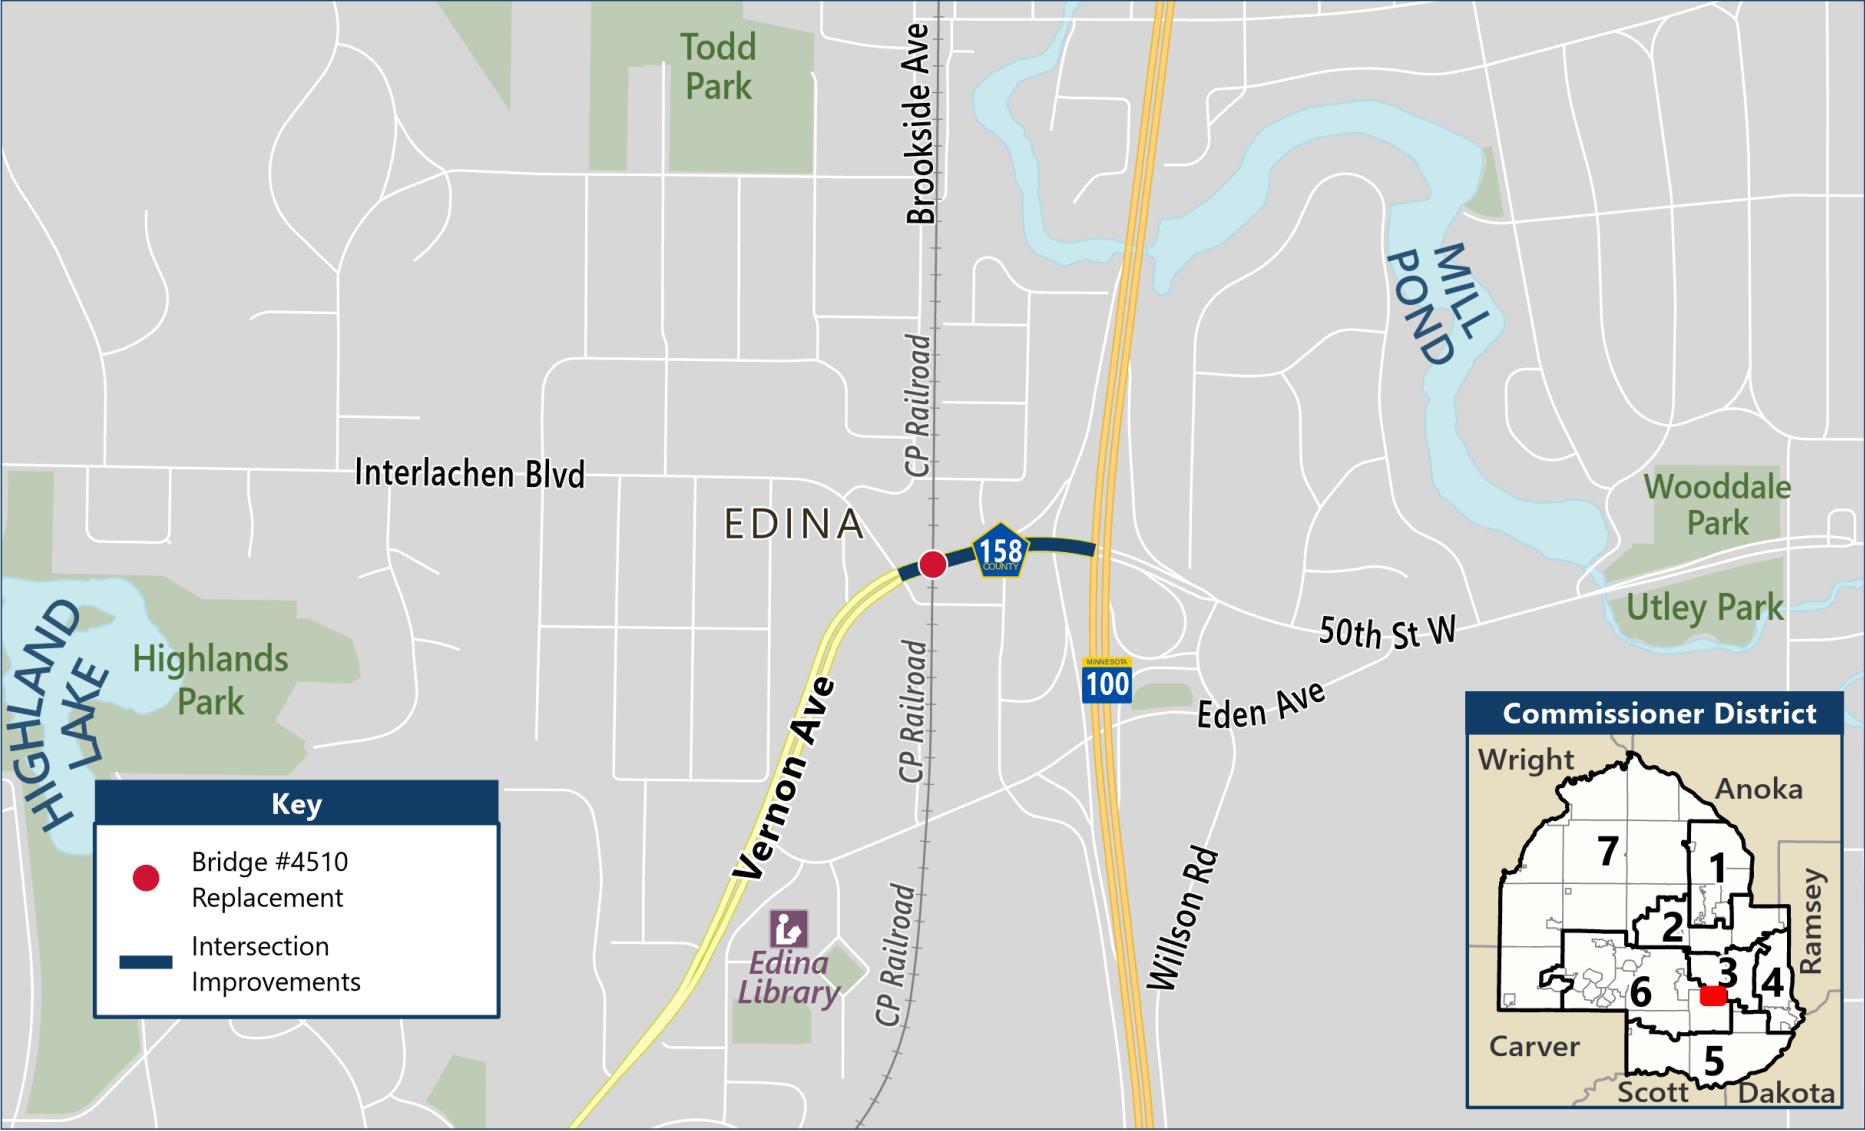 Todd
Park
Brookside Ave
MILL
POND
CP Railroad
Interlachen Blvd
EDINA
158
COUNTY
Wooddale
Park
Utley Park
50th St W
HIGHLAND
LAKE
Highlands
Park
MINNESOTA
100
Eden Ave
CP Railroad
Vernon Ave
Willson Rd
Edina
Library
CP Railroad
Key
Bridge #4510
Replacement
Intersection
Improvements
Commissioner District
Wright
Anoka
7
1
2
Ramsey
3
4
6
Carver
5
Scott
Dakota